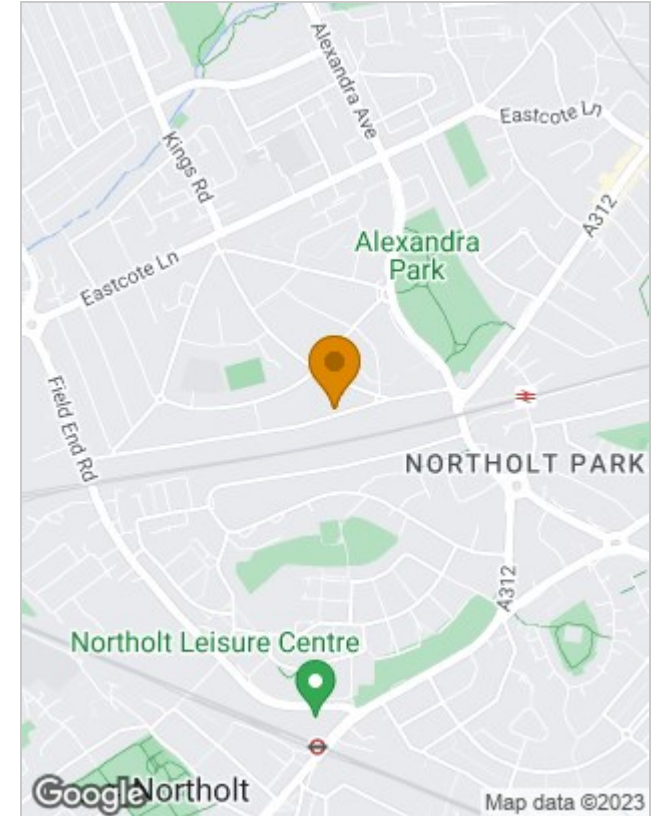 Alexandra Ave
Eastcote Ln
Kings Rd
A312
Alexandra
Park
Eastcote Ln
Field End Rd
NORTHOLT PARK
A312
Northolt Leisure Centre
Google
Northolt
Map data ©2023